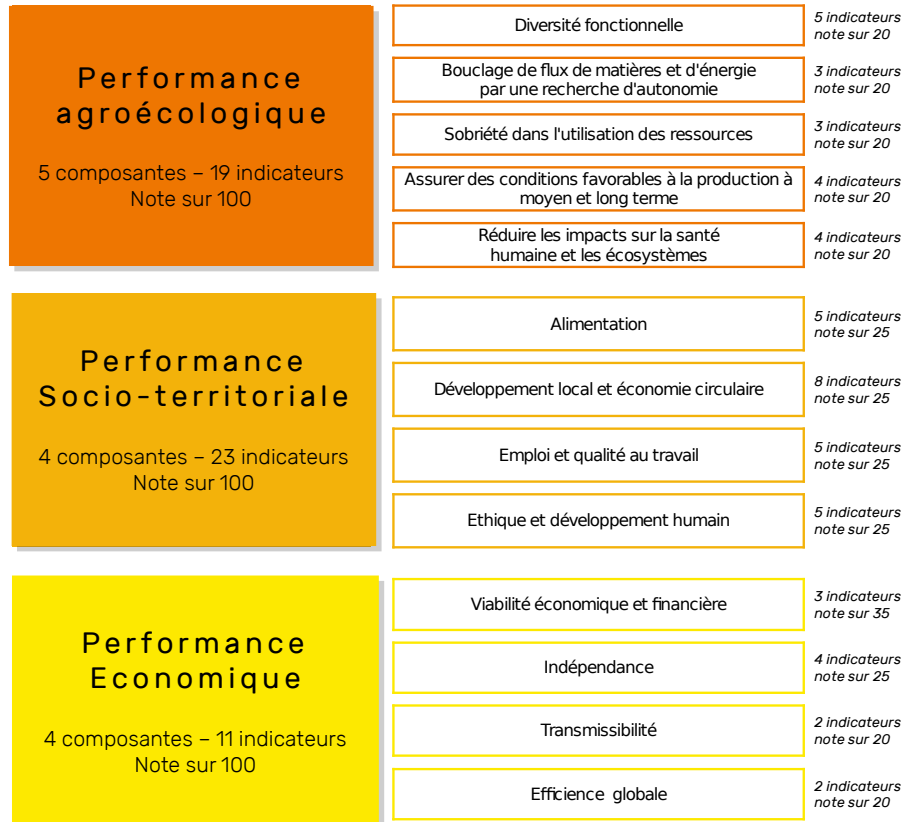 Performance
agroécologique
5 composantes – 19 indicateurs
Note sur 100
Diversité fonctionnelle
5 indicateurs
note sur 20
Bouclage de flux de matières et d'énergie
par une recherche d'autonomie
3 indicateurs
note sur 20
Sobriété dans l'utilisation des ressources
3 indicateurs
note sur 20
Assurer des conditions favorables à la production à
moyen et long terme
4 indicateurs
note sur 20
Réduire les impacts sur la santé
humaine et les écosystèmes
4 indicateurs
note sur 20
Performance
Socio-territoriale
4 composantes – 23 indicateurs
Note sur 100
Alimentation
5 indicateurs
note sur 25
Développement local et économie circulaire
8 indicateurs
note sur 25
Emploi et qualité au travail
5 indicateurs
note sur 25
Ethique et développement humain
5 indicateurs
note sur 25
Performance
Economique
4 composantes – 11 indicateurs
Note sur 100
Viabilité économique et financière
3 indicateurs
note sur 35
Indépendance
4 indicateurs
note sur 25
Transmissibilité
2 indicateurs
note sur 20
Efficience globale
2 indicateurs
note sur 20